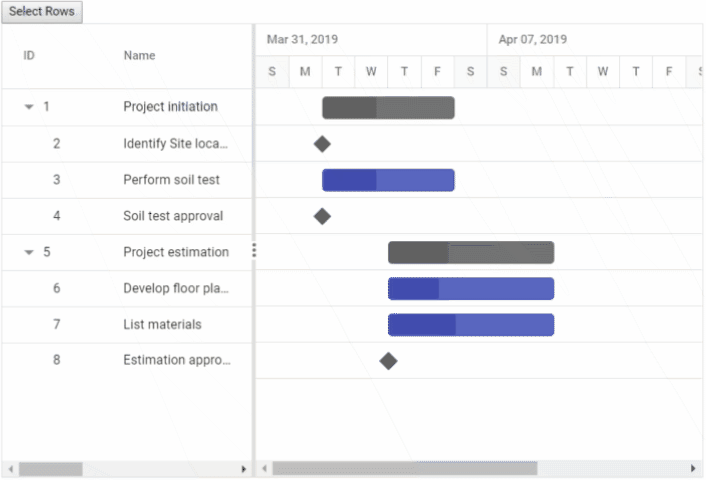 Select Rows
ID Name
Mar 31, 2019 Apr 07, 2019
S M T W T F S S M T W T F S
1 Project initiation
2 Identify Site loca...
3 Perform soil test
4 Soil test approval
5 Project estimation
6 Develop floor pla...
7 List materials
8 Estimation appro...